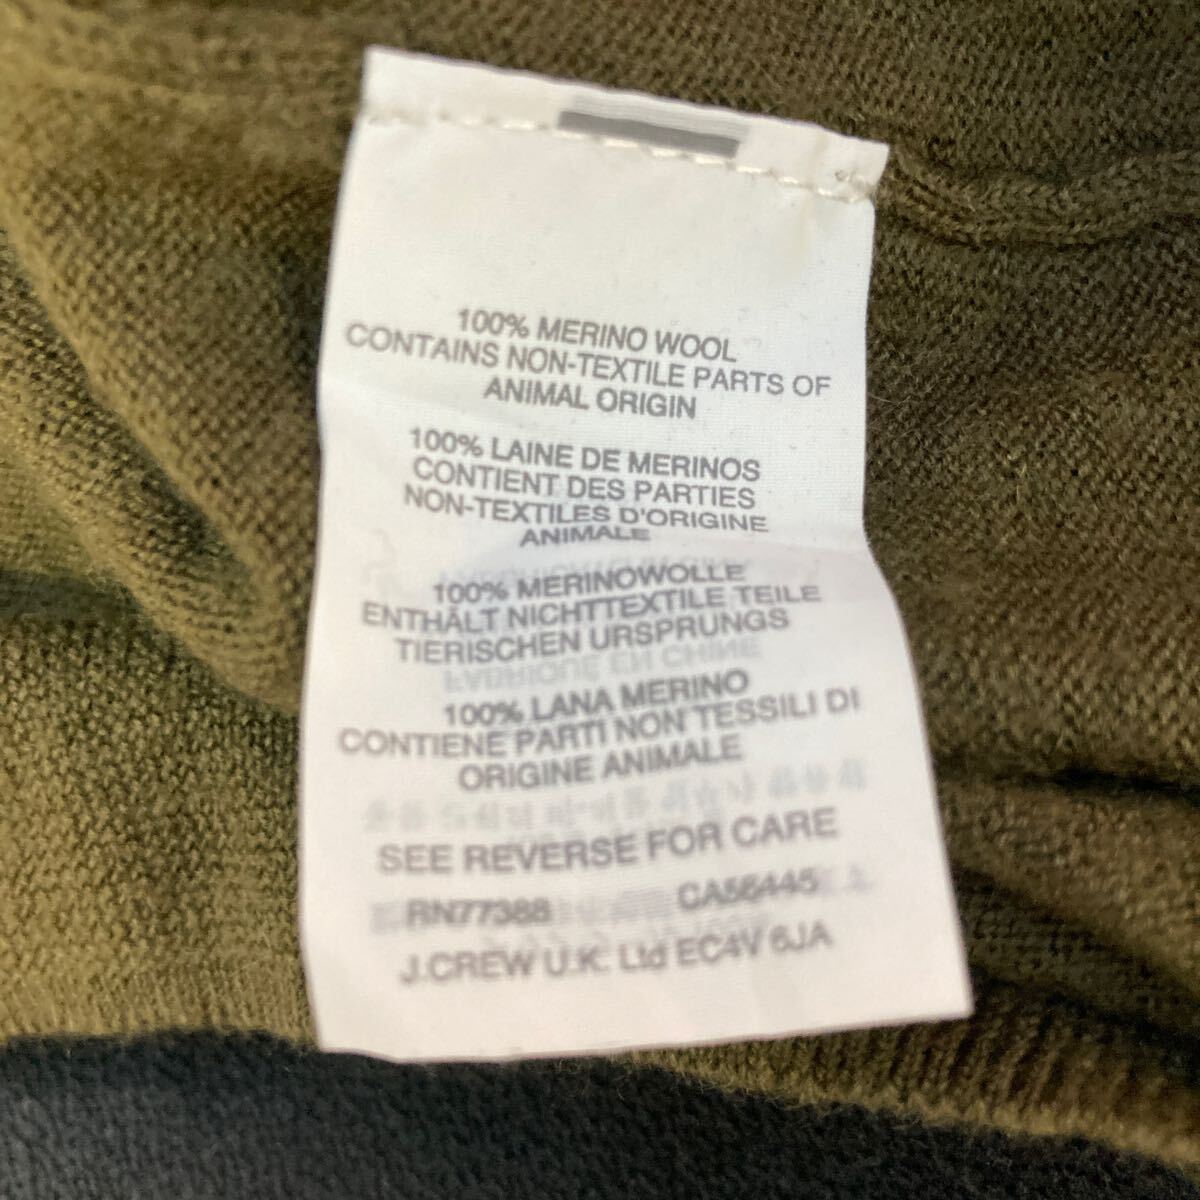 100% MERINO WOOL
CONTAINS NON-TEXTILE PARTS OF
ANIMAL ORIGIN
100% LAINE DE MERINOS
CONTIENT DES PARTIES
NON-TEXTILES D'ORIGINE
ANIMALE
100% MERINOWOLLE
ENTHÄLT NICHTTEXTILE TEILE
TIERISCHEN URSPRUNGS
100% LANA MERINO
CONTIENE PARTI NON TESSILI DI
ORIGINE ANIMALE
SEE REVERSE FOR CARE
RN77388 CA56445
J.CREW U.K. Ltd EC4V 6JA